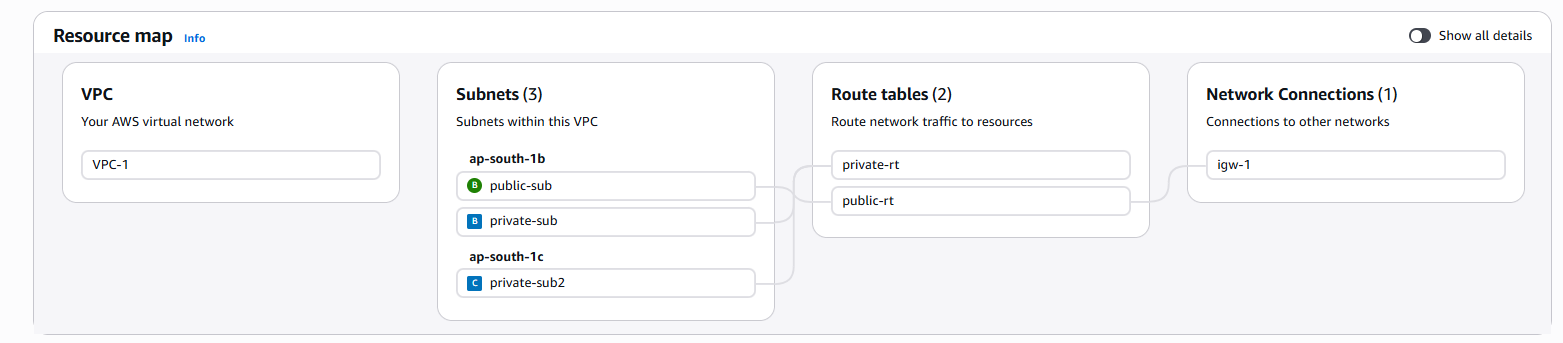 Resource map Info
Show all details
VPC
Your AWS virtual network
VPC-1
Subnets (3)
Subnets within this VPC
ap-south-1b
B public-sub
B private-sub
ap-south-1c
C private-sub2
Route tables (2)
Route network traffic to resources
private-rt
public-rt
Network Connections (1)
Connections to other networks
igw-1